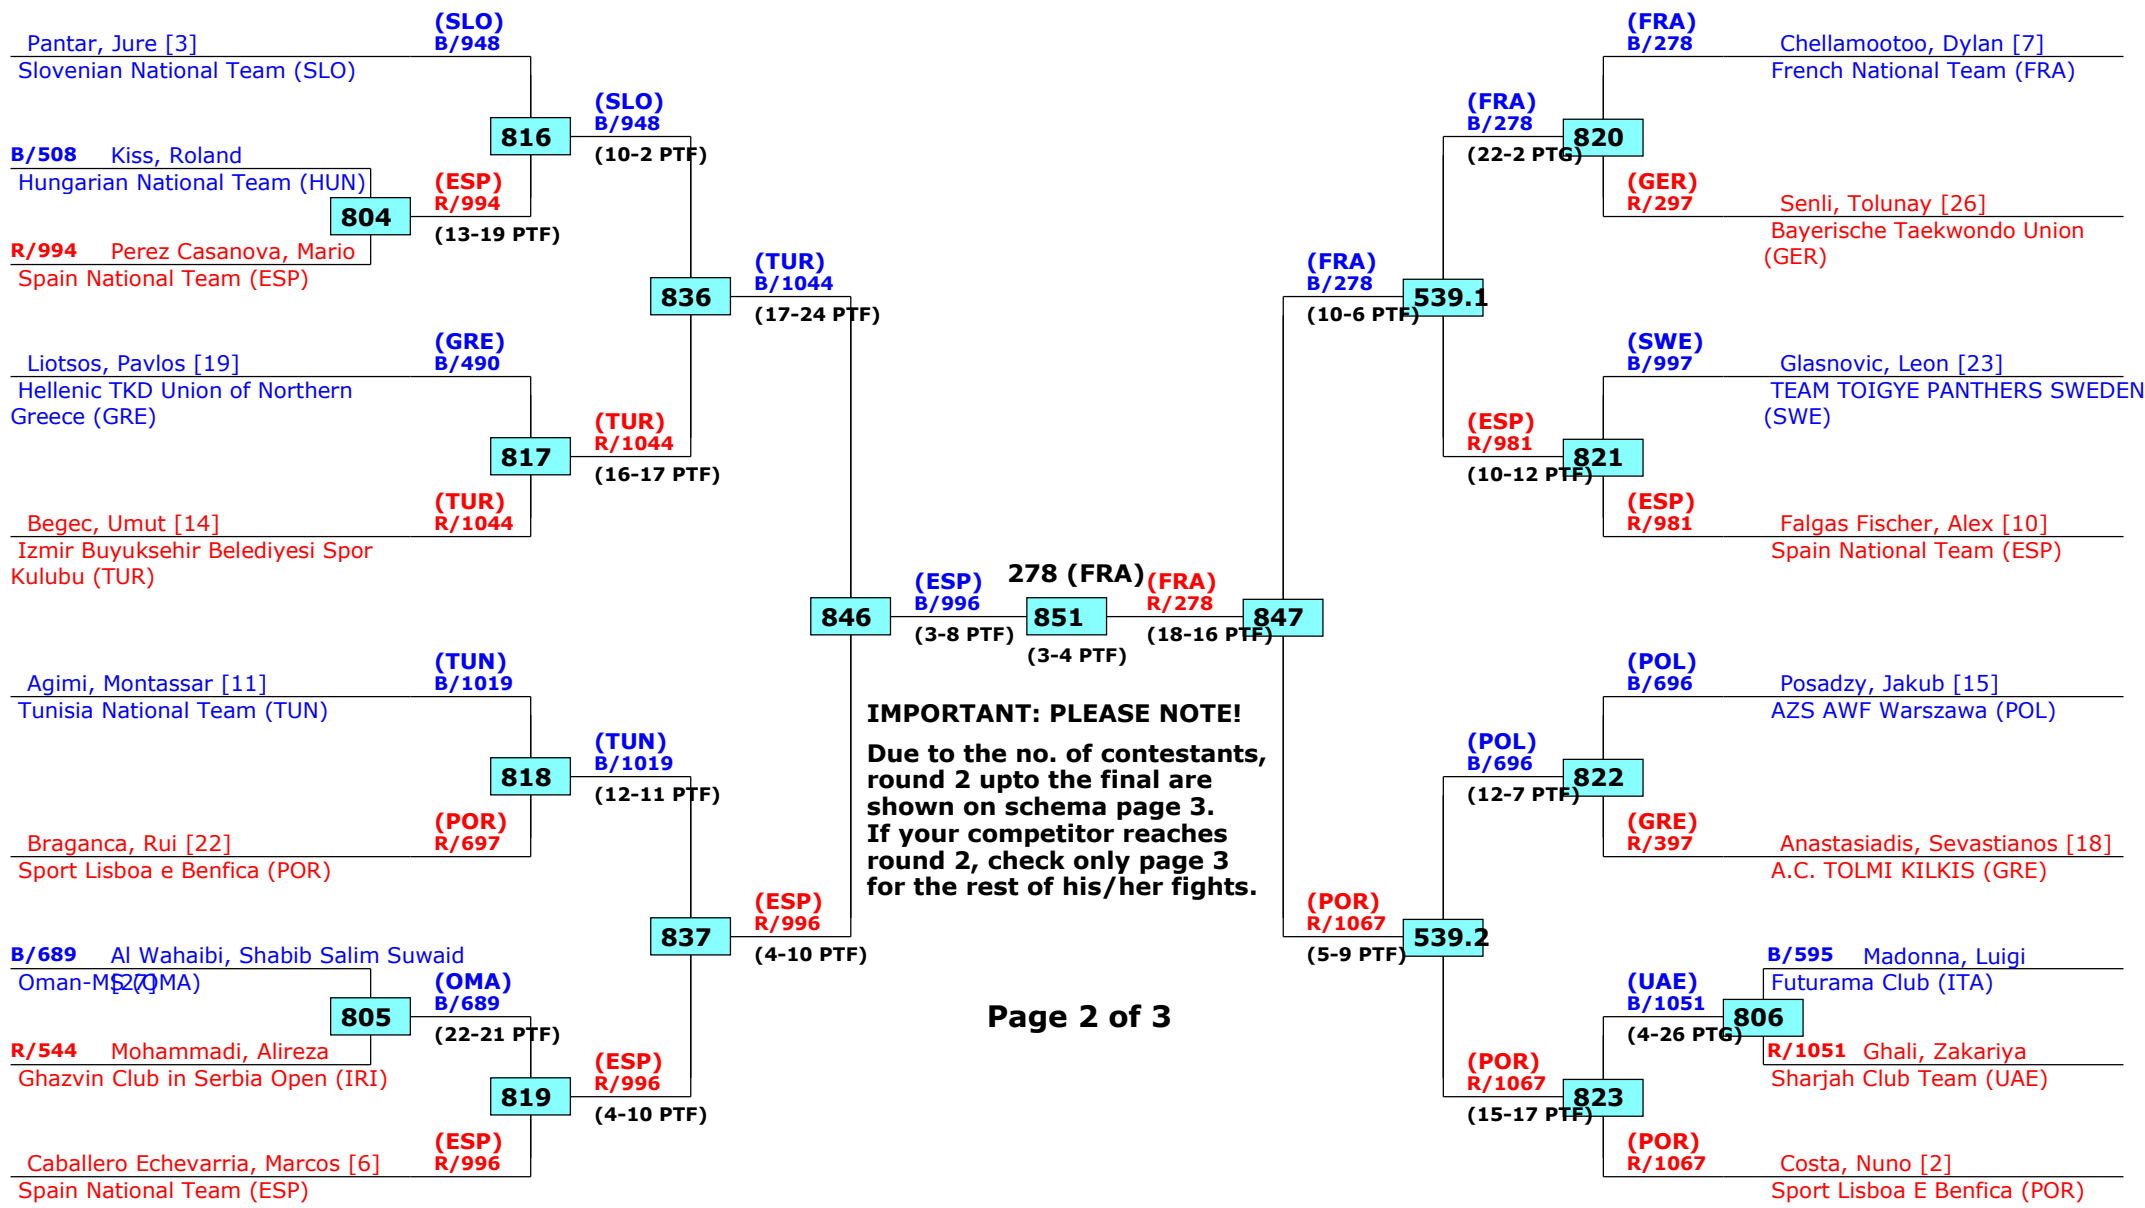 (SLO)
Pantar, Jure [3] B/948
Slovenian National Team (SLO)
(SLO)
B/948
816
(10-2 PTF)
B/508 Kiss, Roland
Hungarian National Team (HUN)
(ESP)
R/994
804
(13-19 PTF)
R/994 Perez Casanova, Mario
Spain National Team (ESP)
(TUR)
B/1044
836
(17-24 PTF)
(GRE)
Liotsos, Pavlos [19] B/490
Hellenic TKD Union of Northern
Greece (GRE)
(TUR)
R/1044
817
(16-17 PTF)
(TUR)
Begec, Umut [14] R/1044
Izmir Buyuksehir Belediyesi Spor
Kulubu (TUR)
(ESP)
B/996
846
(3-8 PTF)
278 (FRA)
851
(3-4 PTF)
(FRA)
R/278
847
(18-16 PTF)
(TUN)
Agimi, Montassar [11] B/1019
Tunisia National Team (TUN)
(TUN)
B/1019
818
(12-11 PTF)
(POR)
Braganca, Rui [22] R/697
Sport Lisboa e Benfica (POR)
(ESP)
R/996
837
(4-10 PTF)
B/689 Al Wahaibi, Shabib Salim Suwaid
[27]
Oman-MS (OMA)
(OMA)
B/689
805
(22-21 PTF)
R/544 Mohammadi, Alireza
Ghazvin Club in Serbia Open (IRI)
(ESP)
R/996
819
(4-10 PTF)
(ESP)
Caballero Echevarria, Marcos [6] R/996
Spain National Team (ESP)
IMPORTANT: PLEASE NOTE!
Due to the no. of contestants,
round 2 upto the final are
shown on schema page 3.
If your competitor reaches
round 2, check only page 3
for the rest of his/her fights.
Page 2 of 3
(FRA)
B/278 Chellamootoo, Dylan [7]
French National Team (FRA)
(FRA)
B/278
820
(22-2 PTG)
(GER)
R/297 Senli, Tolunay [26]
Bayerische Taekwondo Union
(GER)
(FRA)
B/278
539.1
(10-6 PTF)
(SWE)
B/997 Glasnovic, Leon [23]
TEAM TOIGYE PANTHERS SWEDEN
(SWE)
(ESP)
R/981
821
(10-12 PTF)
(ESP)
R/981 Falgas Fischer, Alex [10]
Spain National Team (ESP)
(POL)
B/696 Posadzy, Jakub [15]
AZS AWF Warszawa (POL)
(POL)
B/696
822
(12-7 PTF)
(GRE)
R/397 Anastasiadis, Sevastianos [18]
A.C. TOLMI KILKIS (GRE)
(POR)
R/1067
539.2
(5-9 PTF)
B/595 Madonna, Luigi
Futurama Club (ITA)
(UAE)
B/1051
806
(4-26 PTG)
R/1051 Ghali, Zakariya
Sharjah Club Team (UAE)
(POR)
R/1067
823
(15-17 PTF)
(POR)
R/1067 Costa, Nuno [2]
Sport Lisboa E Benfica (POR)